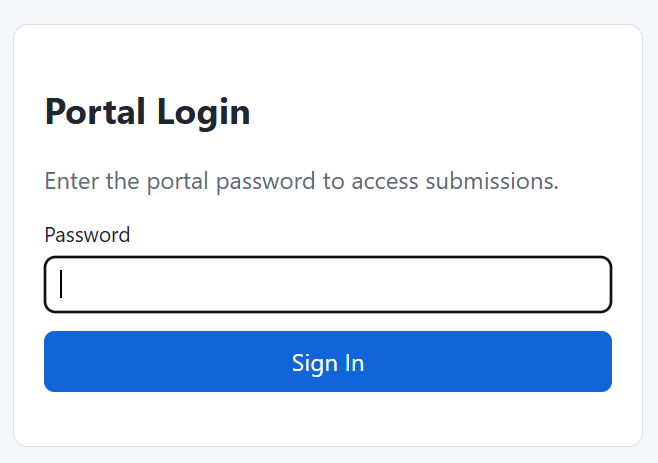 Portal Login
Enter the portal password to access submissions.
Password
Sign In